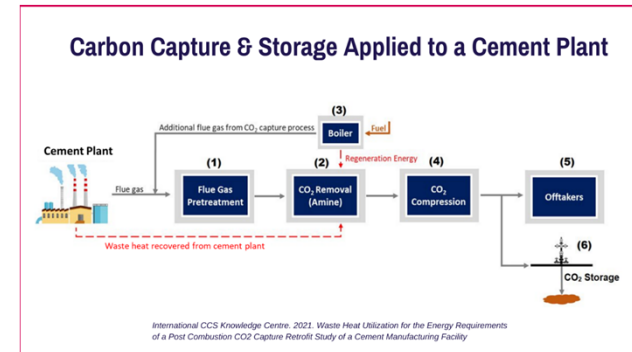 Carbon Capture & Storage Applied to a Cement Plant
(3)
Additional flue gas from CO₂ capture process
Boiler
Fuel
Cement Plant
Regeneration Energy
(1)
(2)
(4)
(5)
Flue gas
Flue Gas
Pretreatment
CO₂ Removal
(Amine)
CO₂
Compression
Offtakers
Waste heat recovered from cement plant
(6)
CO₂ Storage
International CCS Knowledge Centre. 2021. Waste Heat Utilization for the Energy Requirements
of a Post Combustion CO2 Capture Retrofit Study of a Cement Manufacturing Facility